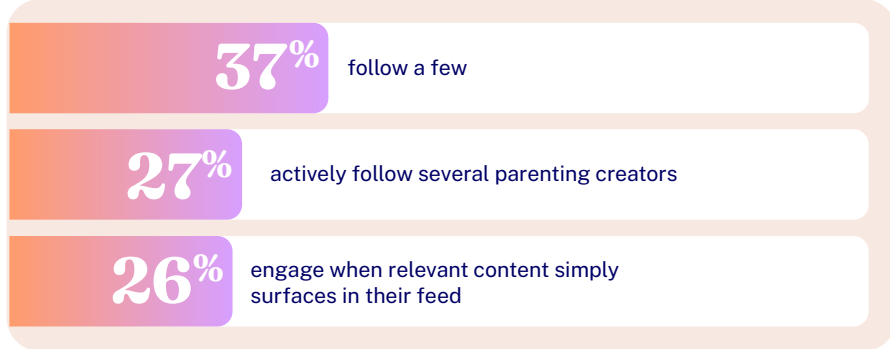 37% follow a few
27% actively follow several parenting creators
26% engage when relevant content simply
surfaces in their feed